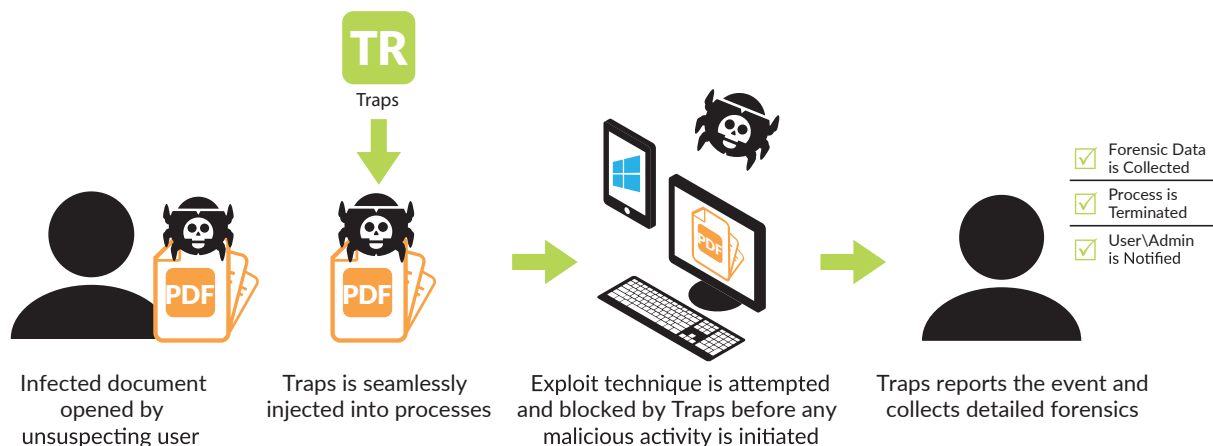 TR
Traps
PDF
PDF
PDF
Forensic Data
is Collected
Process is
Terminated
User\Admin
is Notified
Infected document
opened by
unsuspecting user
Traps is seamlessly
injected into processes
Exploit technique is attempted
and blocked by Traps before any
malicious activity is initiated
Traps reports the event and
collects detailed forensics